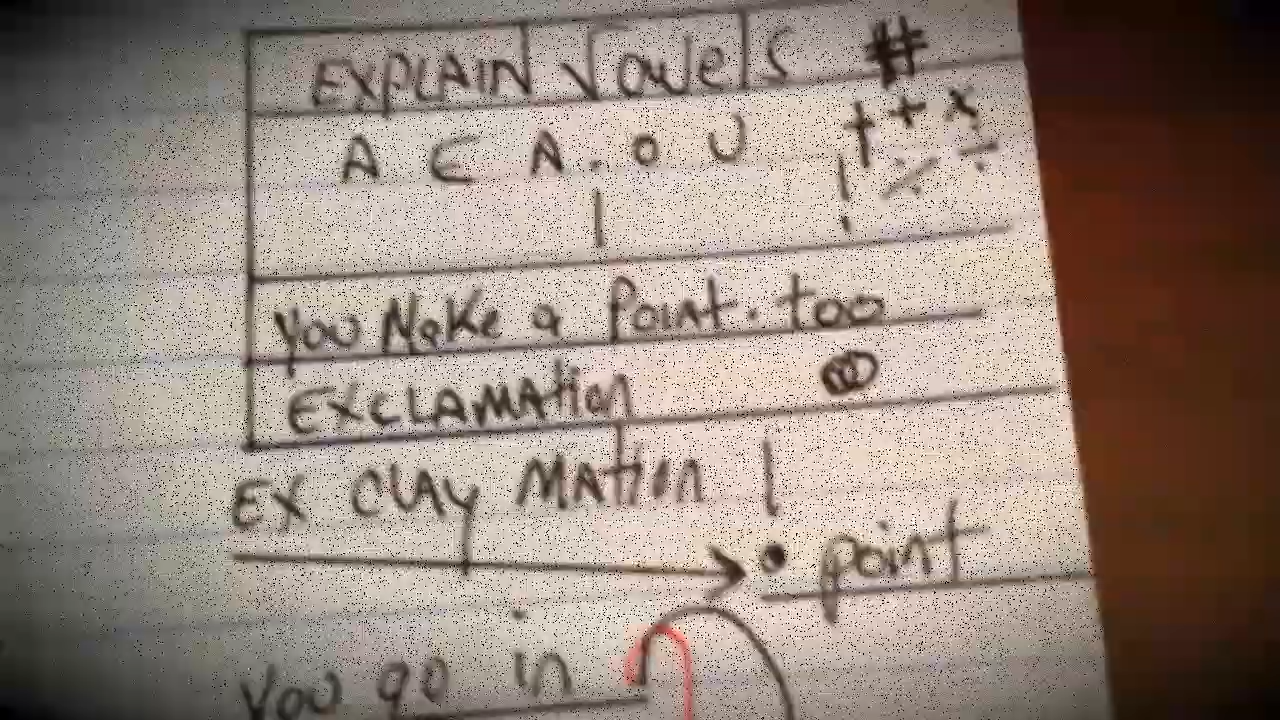 EXPLAIN Vowels #
A E A . O U + + x
| ! ÷ ÷
You Make a Point. too
EXCLAMAtion
EX ClAy MAtion !
point
You go in